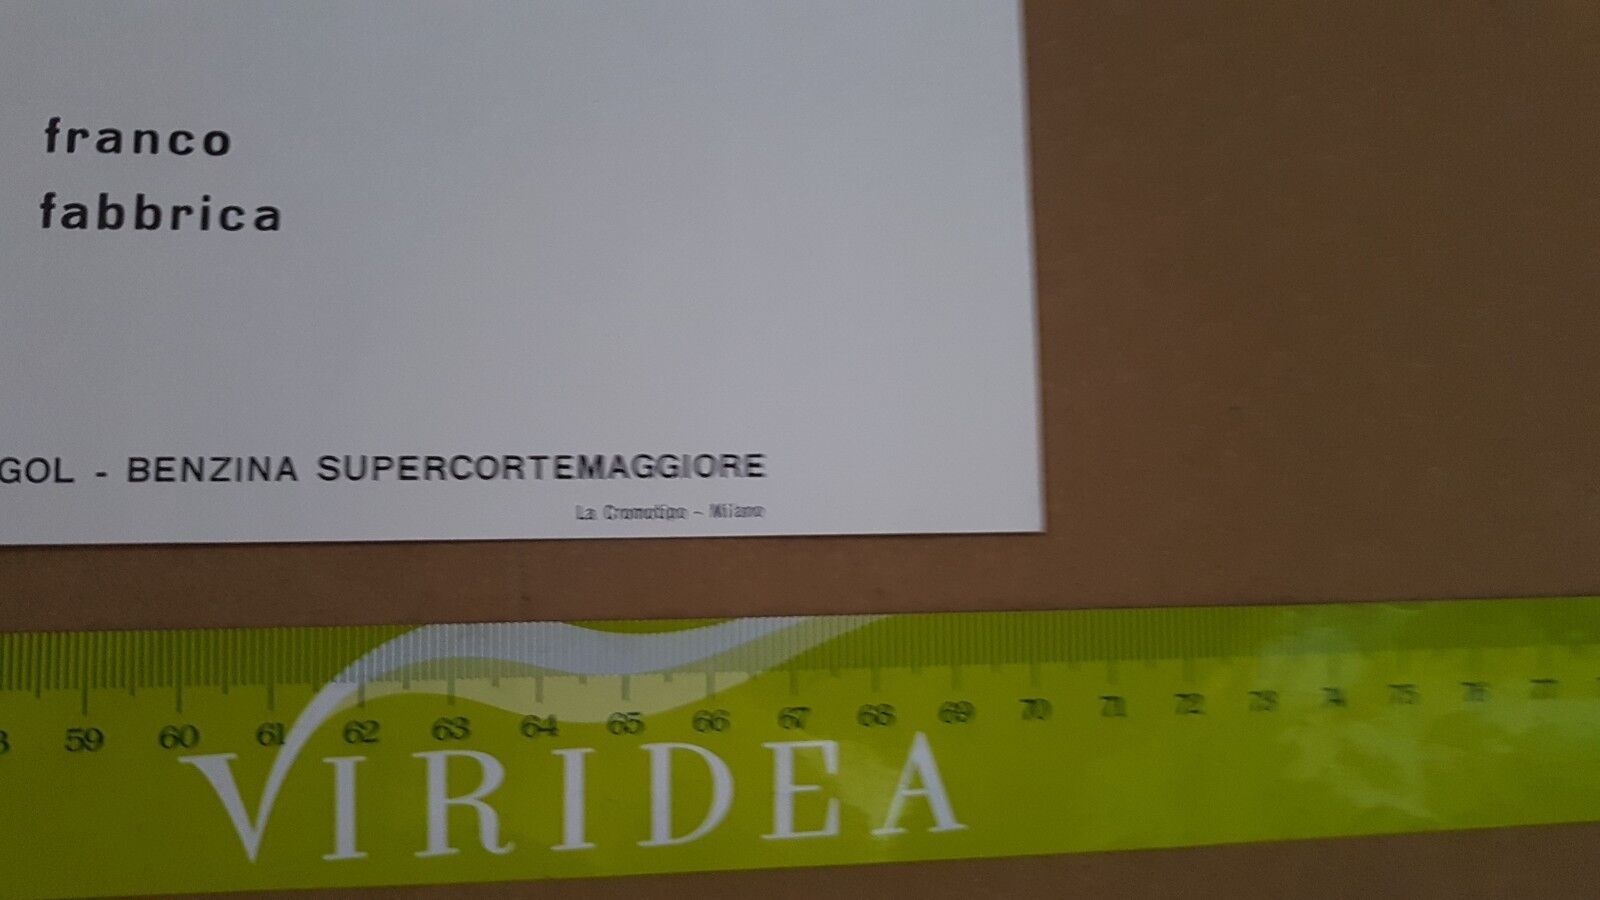 franco
fabbrica
GOL - BENZINA SUPERCORTEMAGGIORE
La Cromotipo - Milano
59 60 61 62 63 64 65 66 67 68 69 70 71 72 73 74 75 76 77
VIRIDEA